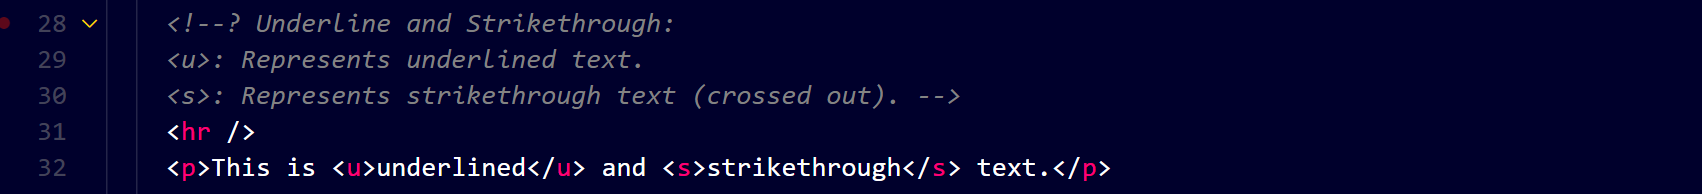 28 <!--? Underline and Strikethrough:
29 <u>: Represents underlined text.
30 <s>: Represents strikethrough text (crossed out). -->
31 <hr />
32 <p>This is <u>underlined</u> and <s>strikethrough</s> text.</p>